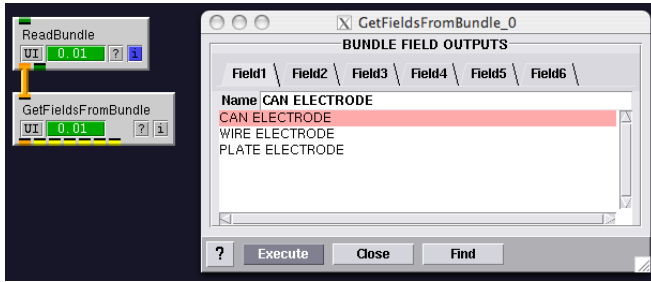 ReadBundle
UI 0.01 ? i
GetFieldsFromBundle
UI 0.01 ? i
X GetFieldsFromBundle_0
BUNDLE FIELD OUTPUTS
Field1 Field2 Field3 Field4 Field5 Field6
Name CAN ELECTRODE
CAN ELECTRODE
WIRE ELECTRODE
PLATE ELECTRODE
? Execute Close Find